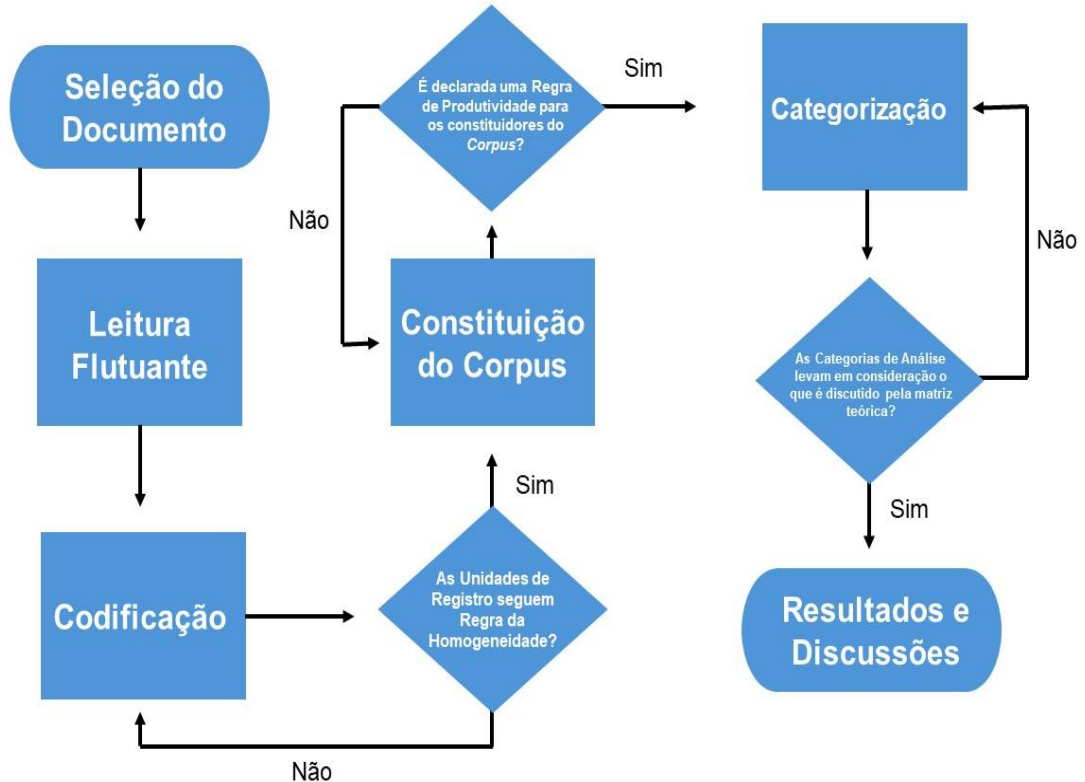 Seleção do
Documento
Leitura
Flutuante
Codificação
As Unidades de
Registro seguem
Regra da
Homogeneidade?
Não
Sim
Constituição
do Corpus
É declarada uma Regra
de Produtividade para
os constituidores do
Corpus?
Não
Sim
Categorização
As Categorias de Análise
levam em consideração o
que é discutido pela matriz
teórica?
Não
Sim
Resultados e
Discussões